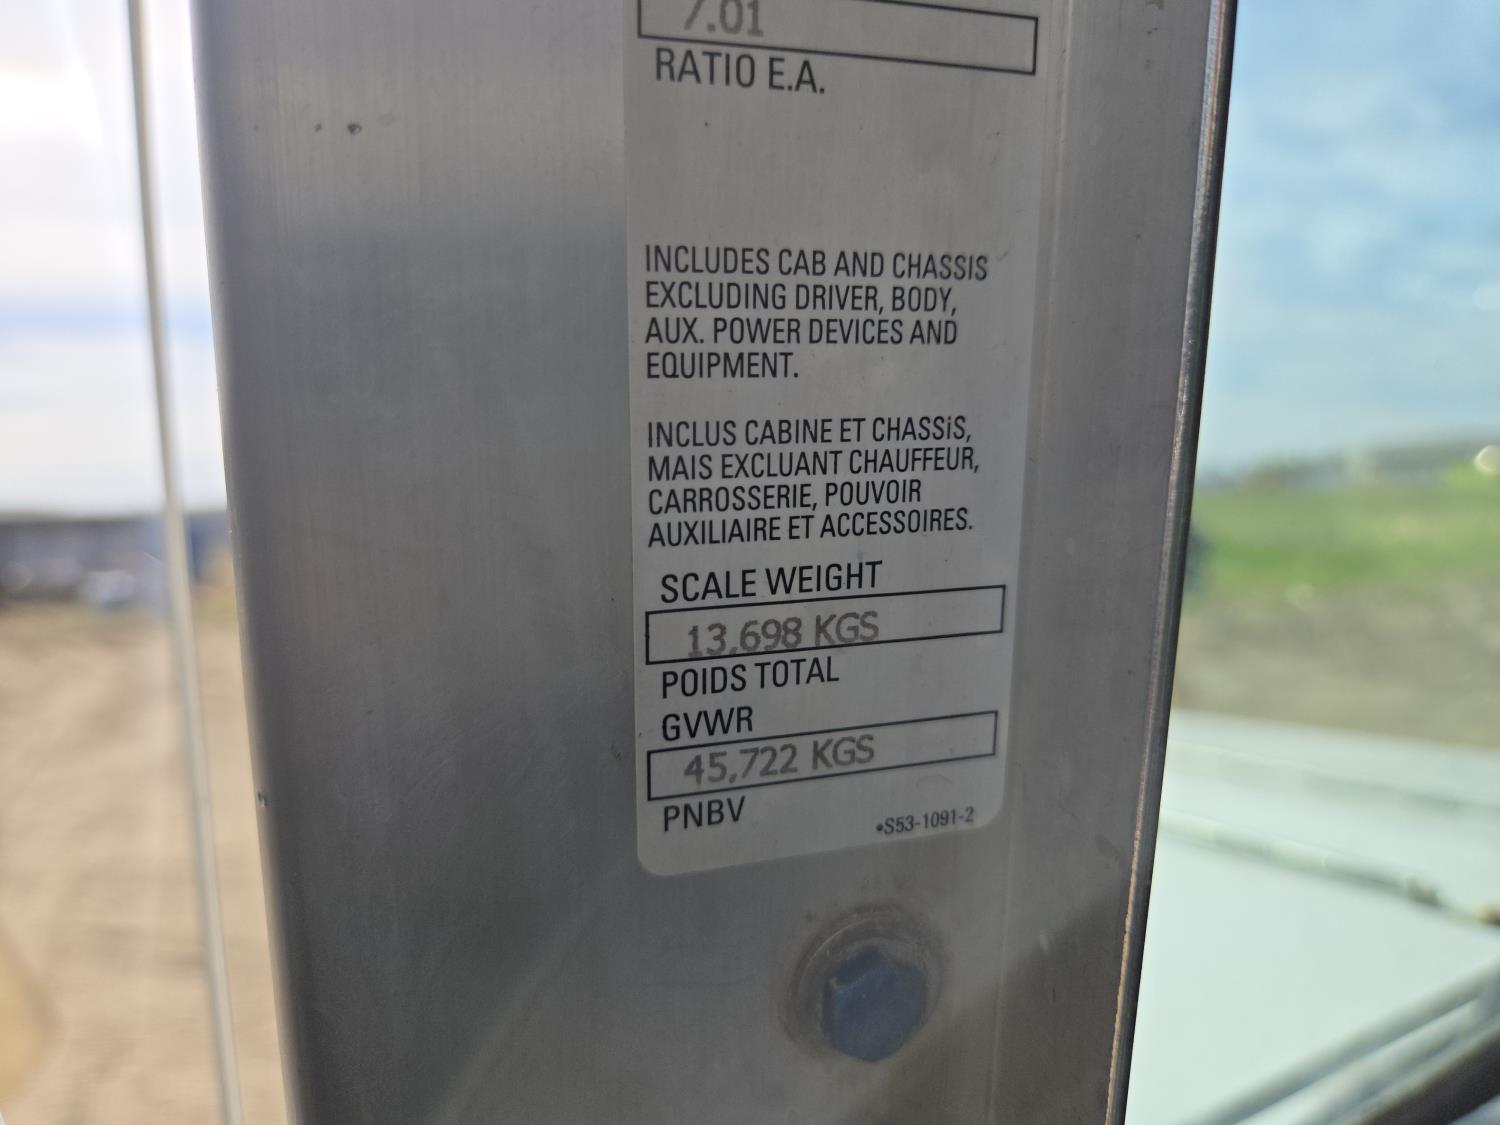 7.01
RATIO E.A.
INCLUDES CAB AND CHASSIS
EXCLUDING DRIVER, BODY,
AUX. POWER DEVICES AND
EQUIPMENT.
INCLUS CABINE ET CHASSiS,
MAIS EXCLUANT CHAUFFEUR,
CARROSSERIE, POUVOIR
AUXILIAIRE ET ACCESSOIRES.
SCALE WEIGHT
13,698 KGS
POIDS TOTAL
GVWR
45,722 KGS
PNBV
•S53-1091-2